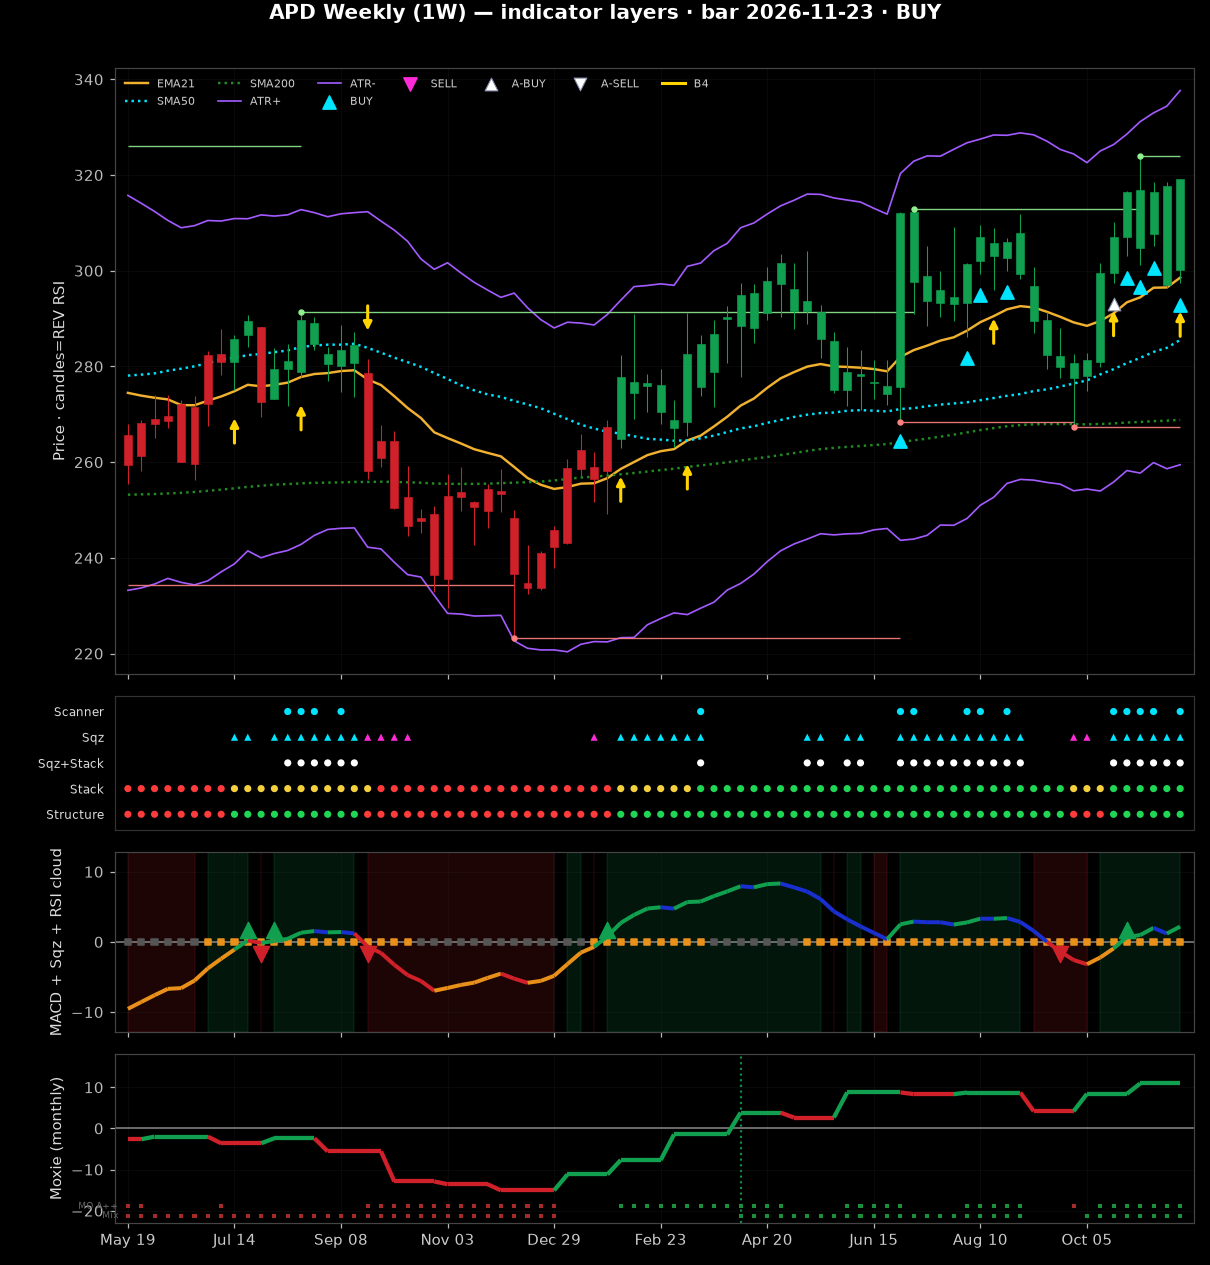 APD Weekly (1W) — indicator layers · bar 2026-11-23 · BUY
EMA21 SMA200 ATR- SELL A-BUY A-SELL B4
SMA50 ATR+ BUY
Price · candles=REV RSI
340
320
300
280
260
240
220
Scanner
Sqz
Sqz+Stack
Stack
Structure
MACD + Sqz + RSI cloud
10
0
−10
Moxie (monthly)
10
0
−10
−20
May 19 Jul 14 Sep 08 Nov 03 Dec 29 Feb 23 Apr 20 Jun 15 Aug 10 Oct 05